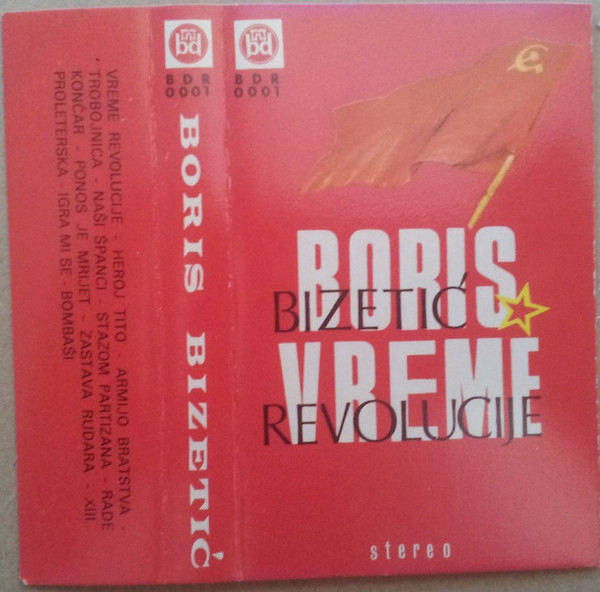 VREME REVOLUCIJE - HEROJ TITO - ARMIJO BRATSTVA -
- TROBOJNICA - NAŠI ŠPANCI - STAZOM PARTIZANA - RADE
KONČAR - PONOS JE MRIJET - ZASTAVA RUDARA - XIII
PROLETERSKA - IGRA MI SE - BOMBAŠI
bd
BDR
0001
BORIS BIZETIĆ
bd
BDR
0001
BORIS
BIZETIĆ
VREME
REVOLUCIJE
stereo